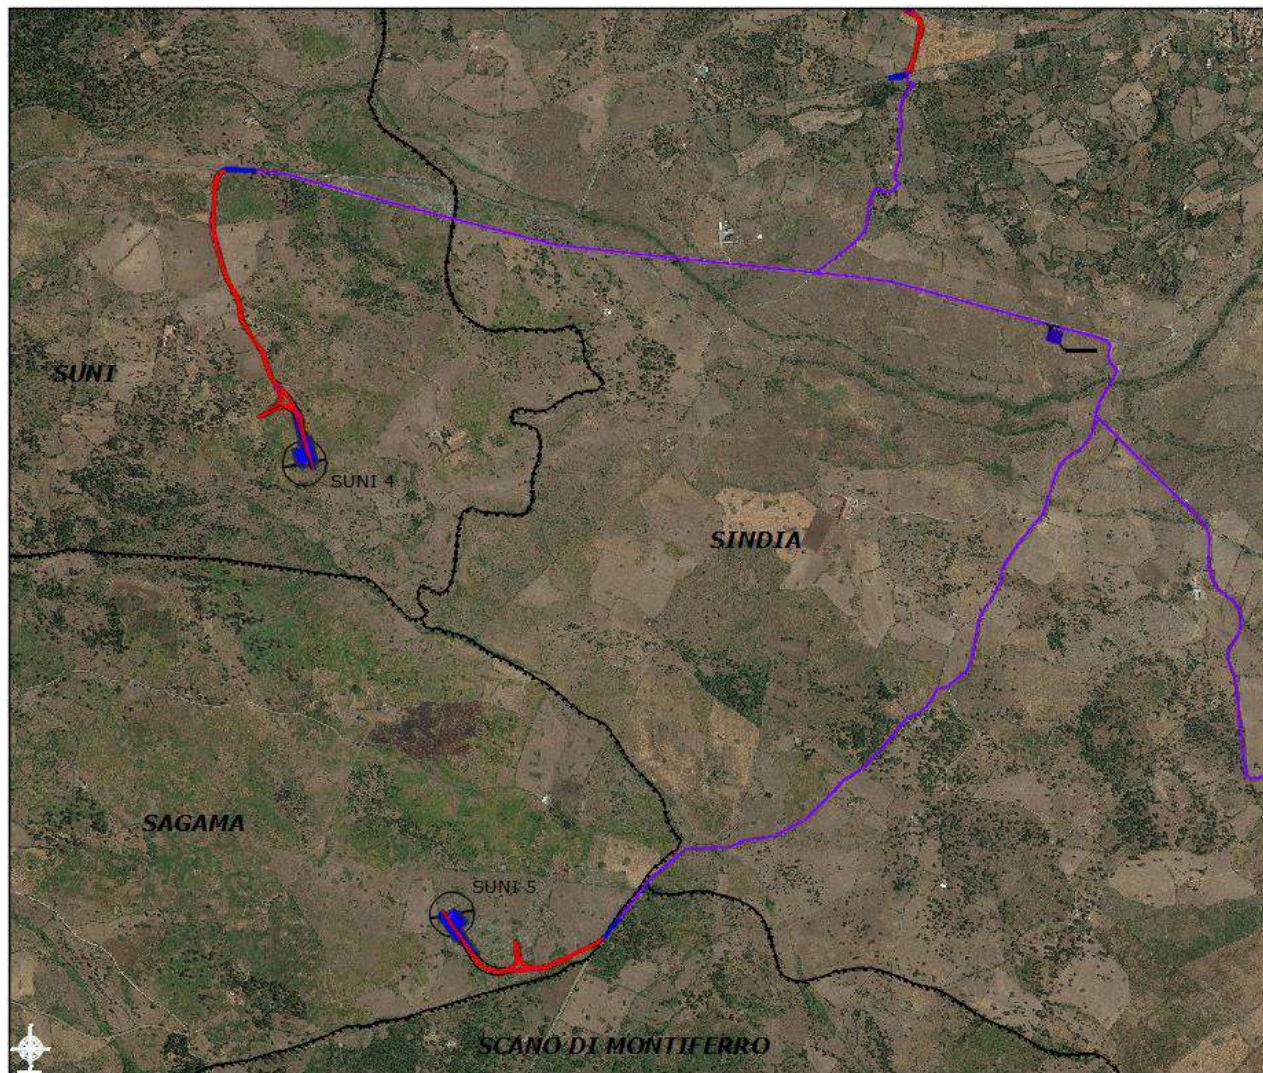 SUNI
SUNI 4
SINDIA
SAGAMA
SUNI 5
SCANO DI MONTIFERRO